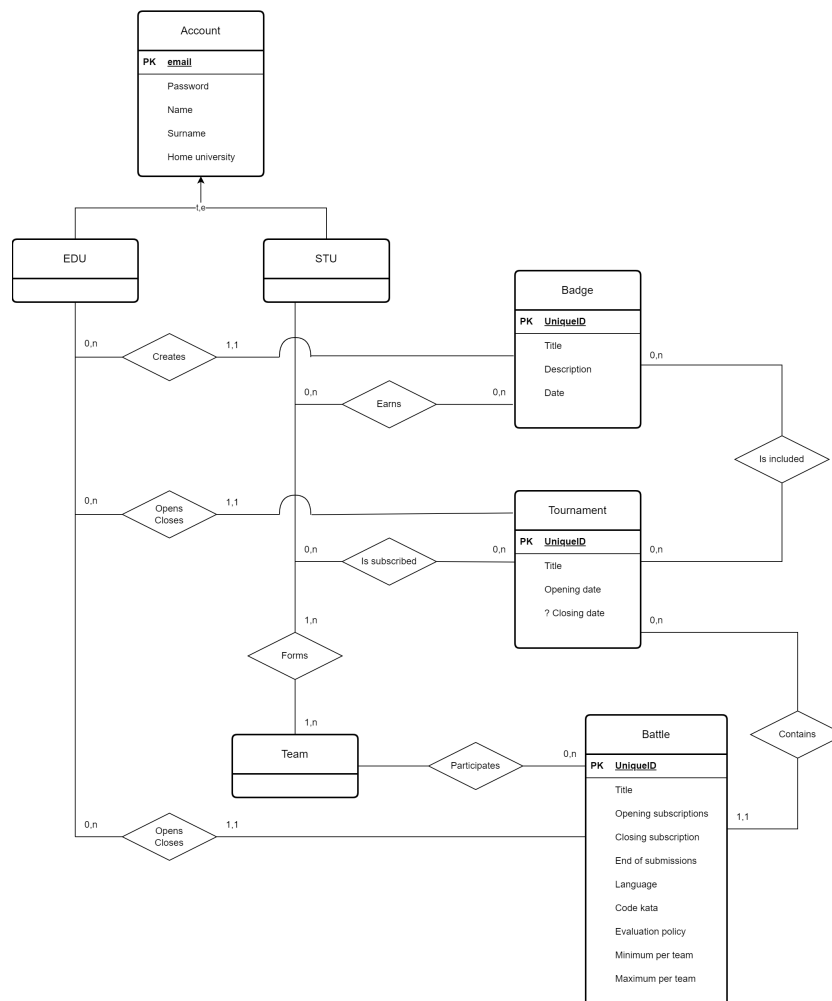 Account
PK email
Password
Name
Surname
Home university
t,e
EDU
STU
Badge
PK UniqueID
Title
Description
Date
0,n
Creates
1,1
0,n
0,n
Earns
0,n
Is included
0,n
Opens
Closes
1,1
Tournament
PK UniqueID
Title
Opening date
? Closing date
0,n
Is subscribed
0,n
0,n
0,n
1,n
Forms
1,n
Team
Participates
0,n
Contains
1,1
Battle
PK UniqueID
Title
Opening subscriptions
Closing subscription
End of submissions
Language
Code kata
Evaluation policy
Minimum per team
Maximum per team
0,n
Opens
Closes
1,1